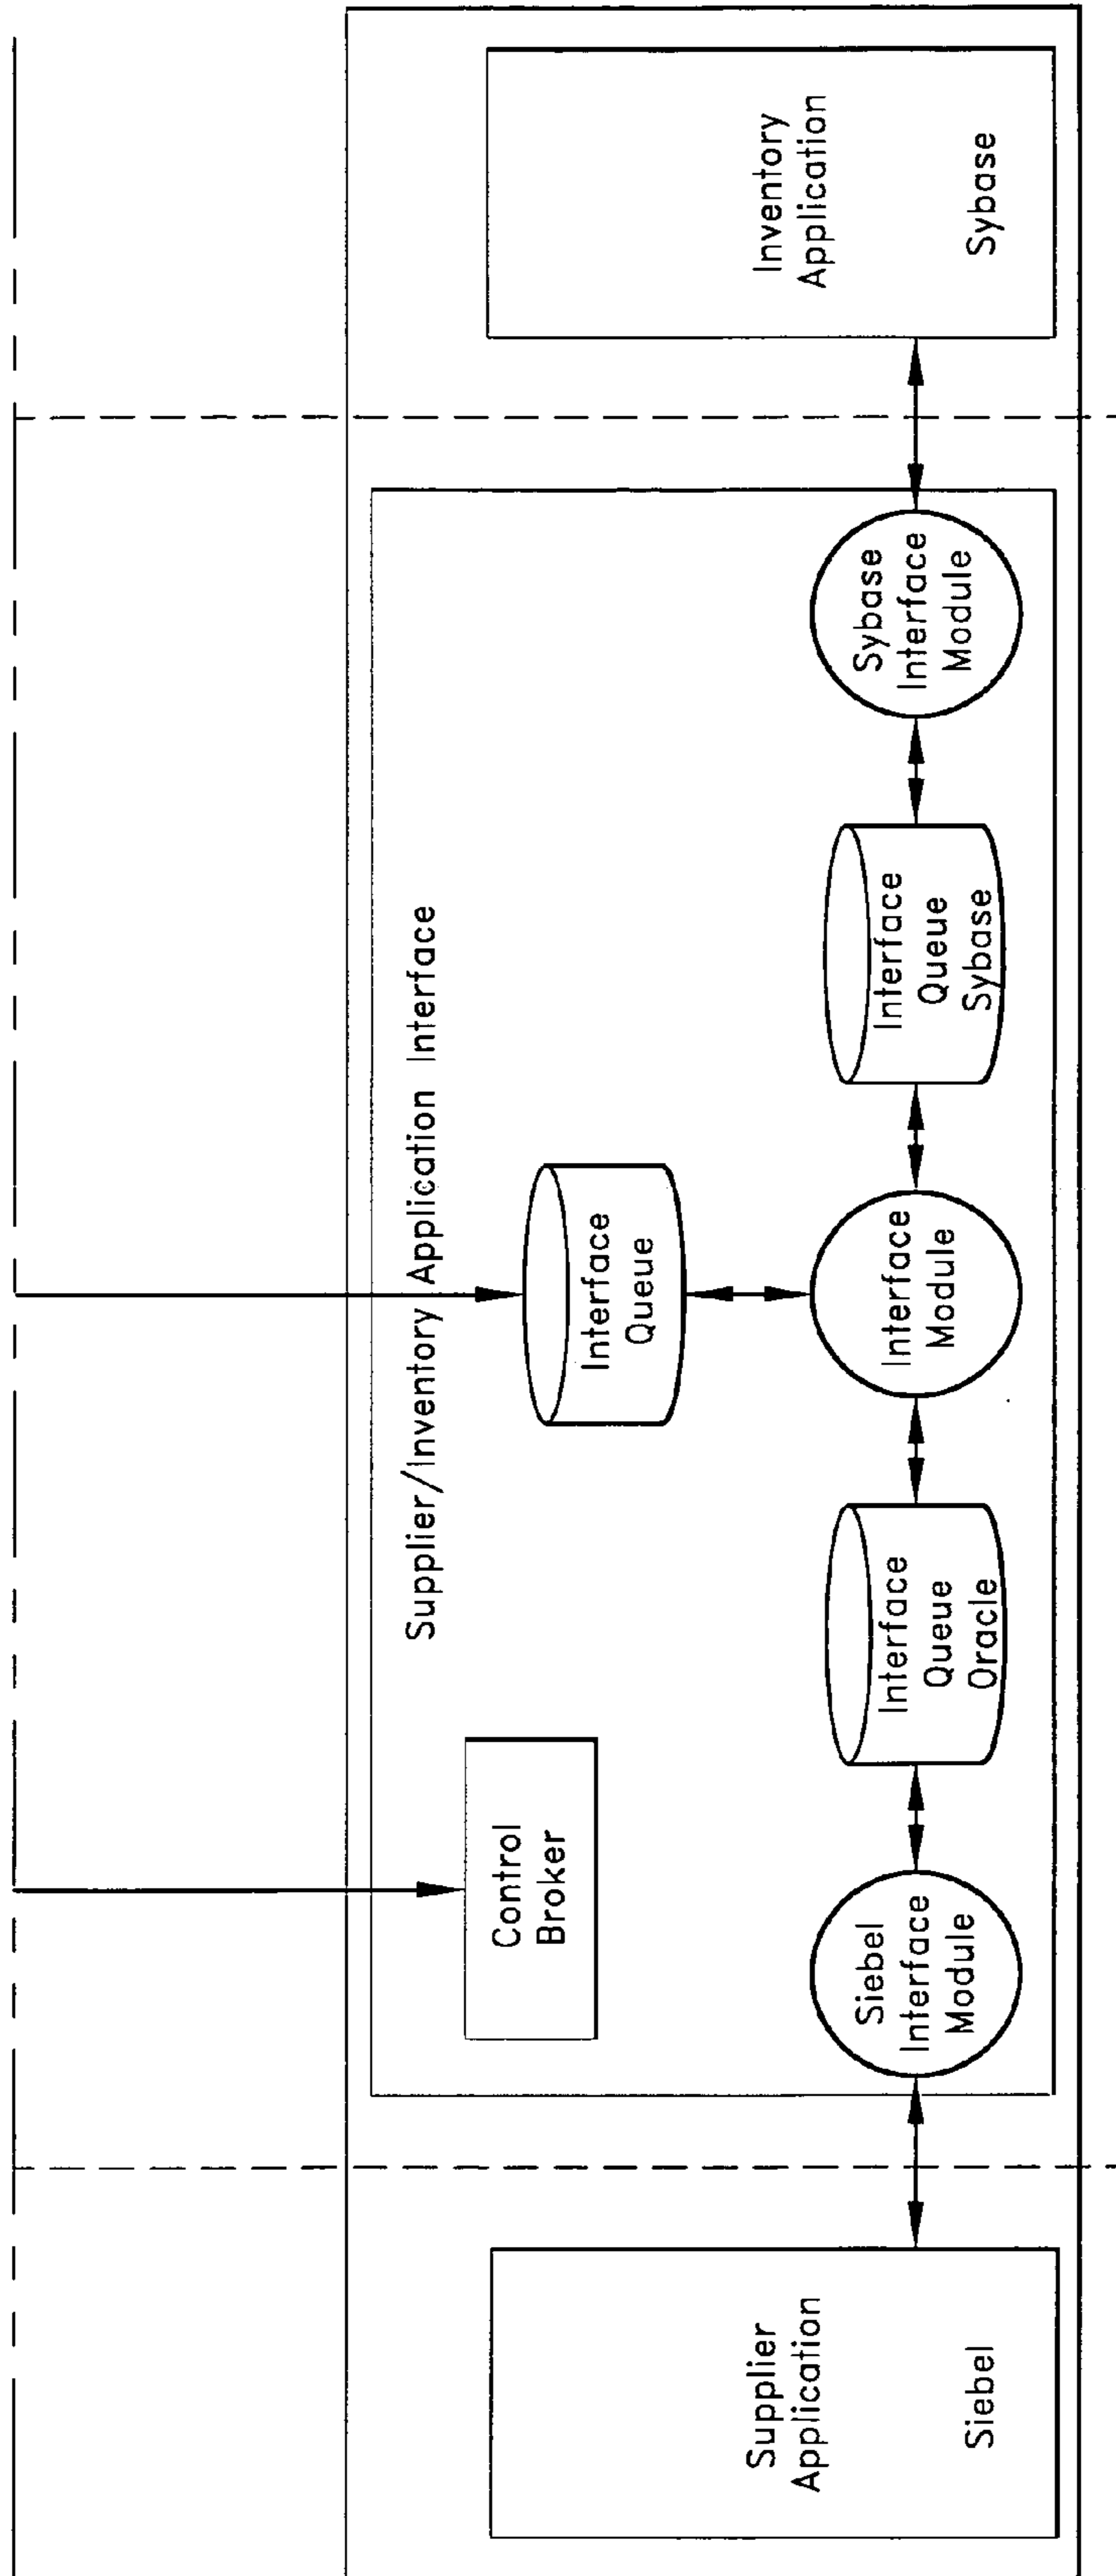 Supplier/Inventory Application Interface
Control
Broker
Interface
Queue
Supplier
Application
Siebel
Siebel
Interface
Module
Interface
Queue
Oracle
Interface
Module
Interface
Queue
Sybase
Sybase
Interface
Module
Inventory
Application
Sybase